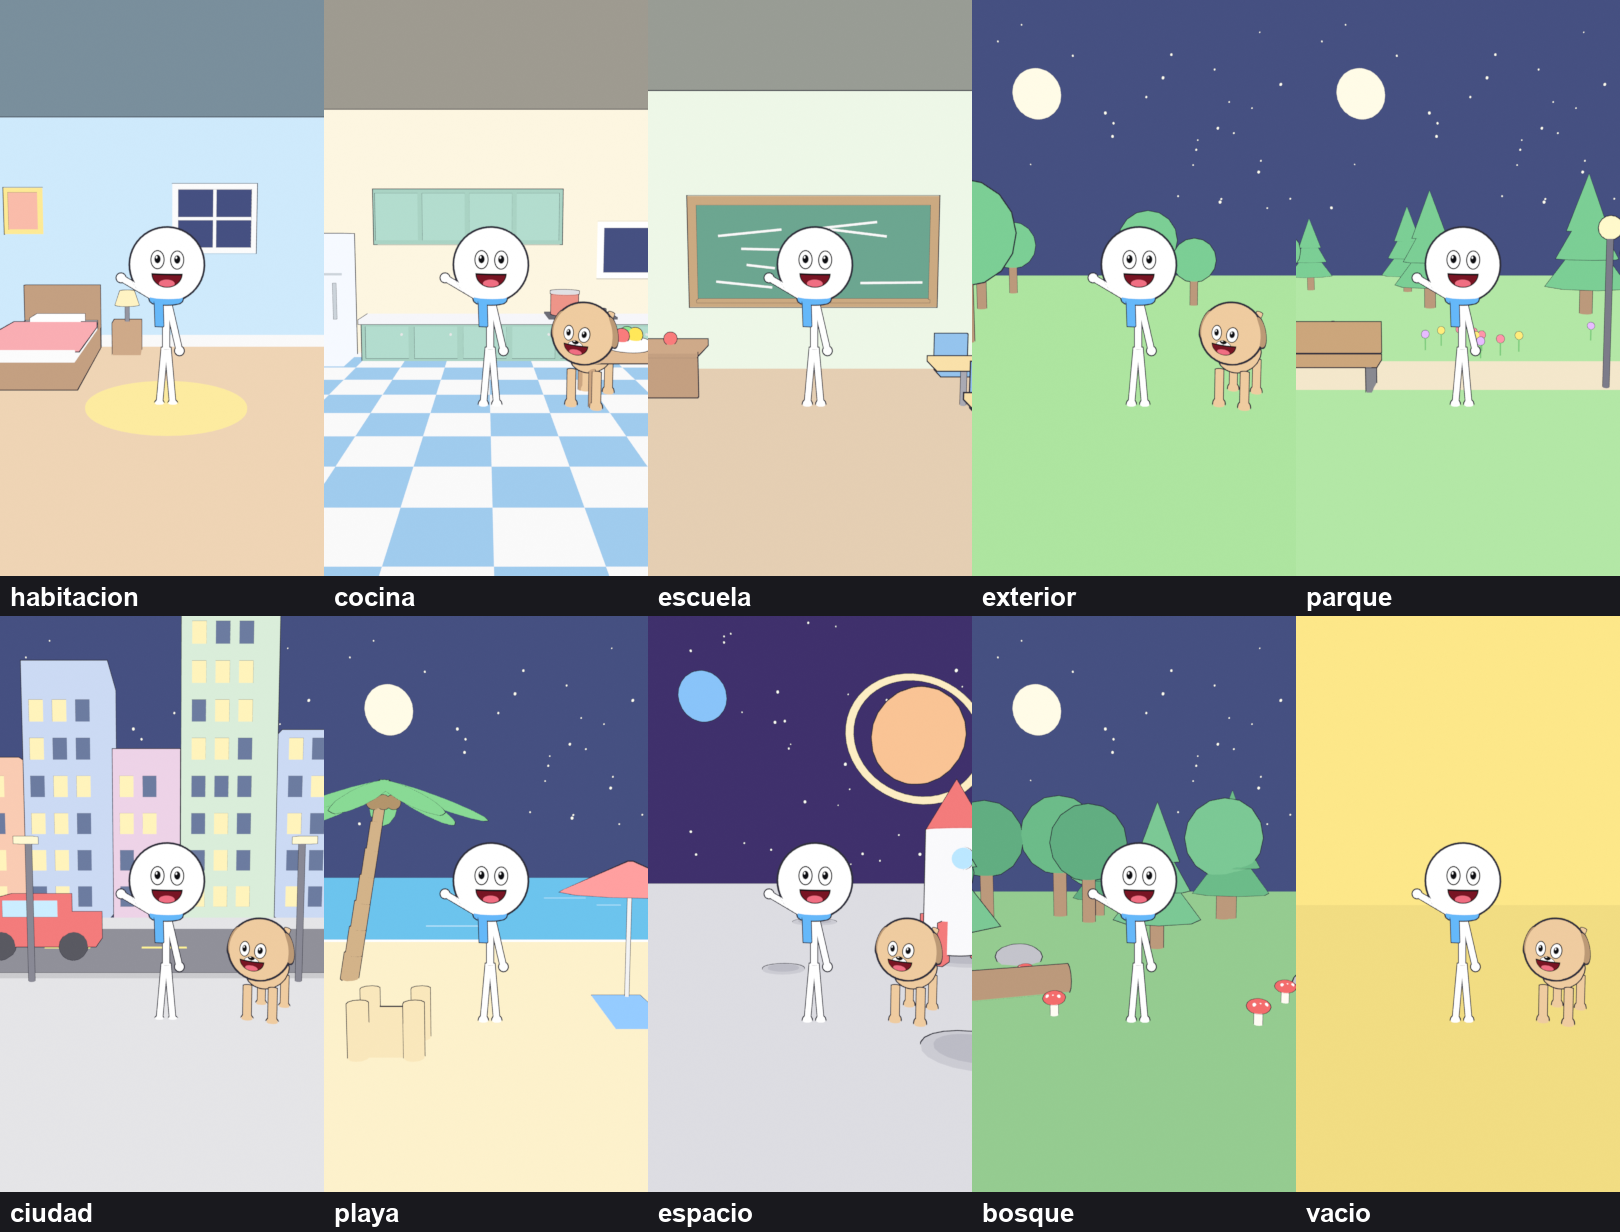 habitacion
cocina
escuela
exterior
parque
ciudad
playa
espacio
bosque
vacio